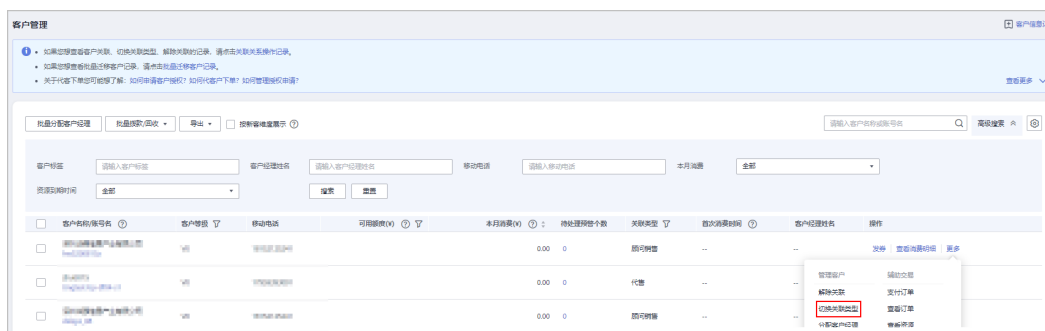 客户管理
客户信息
如果您想查看客户关联、切换关联类型、解除关联的记录，请点击关联关系操作记录。
如果您想查看批量迁移客户记录，请点击批量迁移客户记录。
关于代客下单您可能想了解：如何申请客户授权？如何代客户下单？如何管理授权申请？
查看更多
批量分配客户经理 批量拨款/回收 导出 按新客维度展示 请输入客户名称或账号名 高级搜索
客户标签 请输入客户标签 客户经理姓名 请输入客户经理姓名 移动电话 请输入移动电话 本月消费 全部
资源到期时间 全部 搜索 重置
客户名称/账号名 客户等级 移动电话 可用额度(¥) 本月消费(¥) 待处理预警个数 关联类型 首次消费时间 客户经理姓名 操作
0.00 0 顾问销售 -- -- 发券 查看消费明细 更多
0.00 0 代售 -- --
0.00 0 顾问销售 -- --
管理客户 辅助交易
解除关联 支付订单
切换关联类型 查看订单
分配客户经理 查看资源